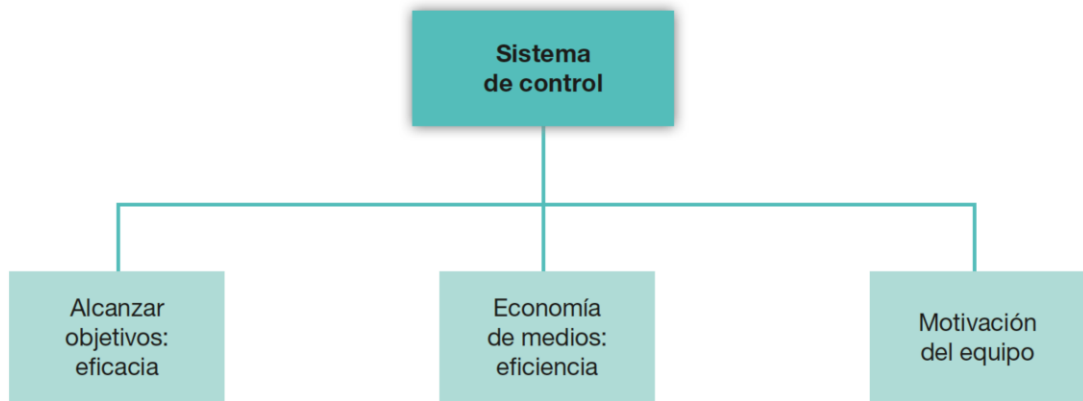 Sistema
de control
Alcanzar
objetivos:
eficacia
Economía
de medios:
eficiencia
Motivación
del equipo